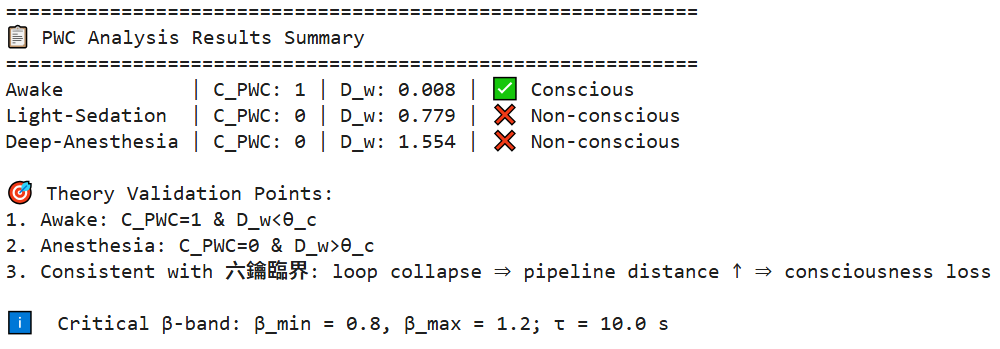 ============================================================
📋 PWC Analysis Results Summary
============================================================
Awake           | C_PWC: 1 | D_w: 0.008 | ✅ Conscious
Light-Sedation  | C_PWC: 0 | D_w: 0.779 | ❌ Non-conscious
Deep-Anesthesia | C_PWC: 0 | D_w: 1.554 | ❌ Non-conscious
🎯 Theory Validation Points:
1. Awake: C_PWC=1 & D_w<θ_c
2. Anesthesia: C_PWC=0 & D_w>θ_c
3. Consistent with 六鑰臨界: loop collapse ⇒ pipeline distance ↑ ⇒ consciousness loss
ℹ️ Critical β-band: β_min = 0.8, β_max = 1.2; τ = 10.0 s